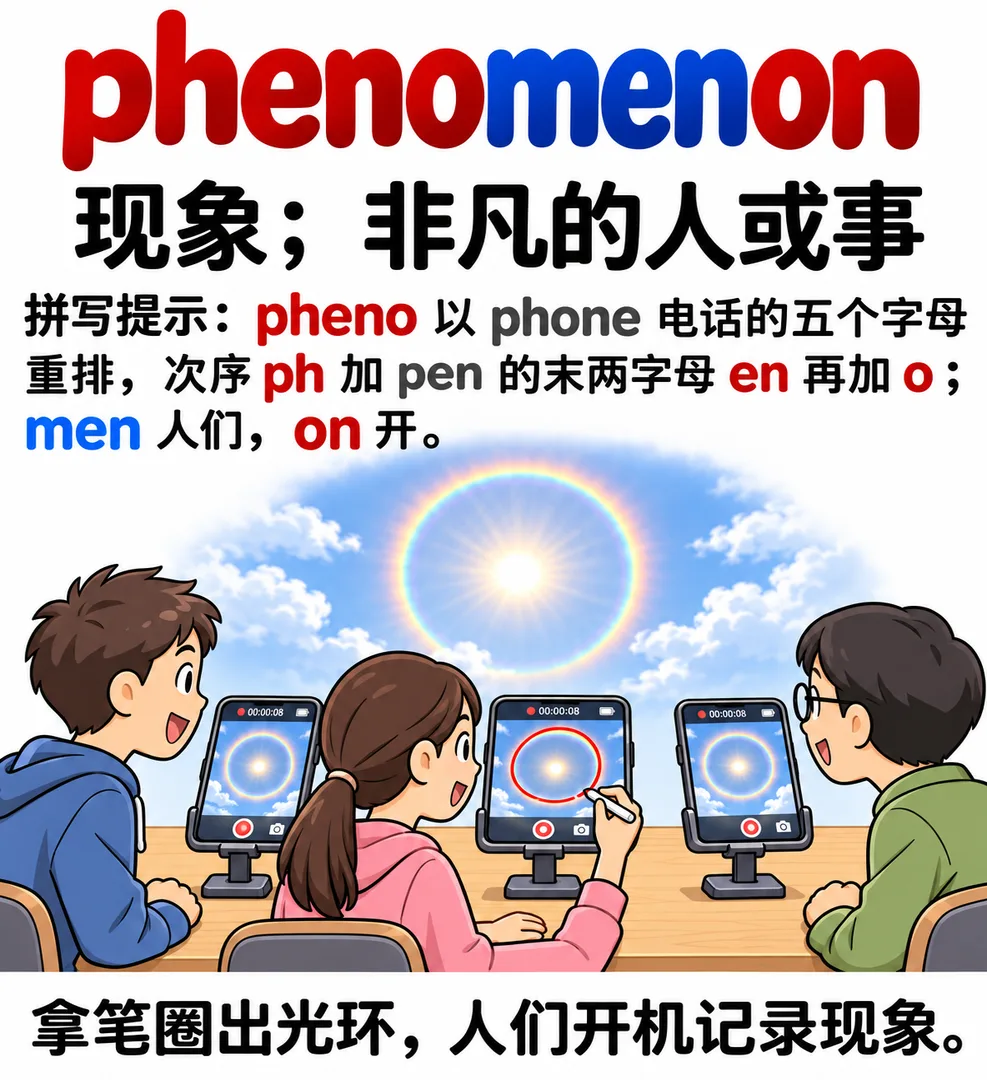 phenomenon
现象；非凡的人或事
拼写提示：pheno 以 phone 电话的五个字母
重排，次序 ph 加 pen 的末两字母 en 再加 o；
men 人们，on 开。
00:00:08
00:00:08
00:00:08
拿笔圈出光环，人们开机记录现象。